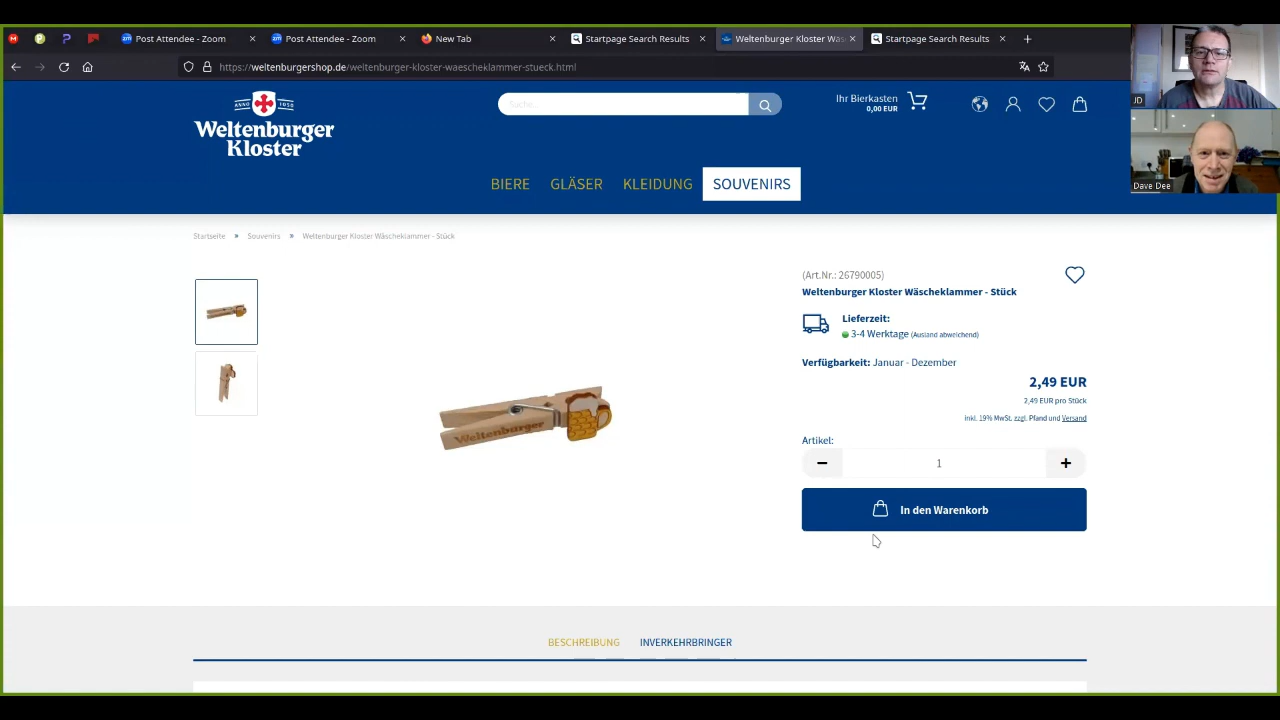 Post Attendee - Zoom
Post Attendee - Zoom
New Tab
Startpage Search Results
Weltenburger Kloster Wäs
Startpage Search Results
https://weltenburgershop.de/weltenburger-kloster-waescheklammer-stueck.html
JD
Dave Dee
ANNO 1050
Weltenburger
Kloster
Suche...
Ihr Bierkasten
0,00 EUR
BIERE
GLÄSER
KLEIDUNG
SOUVENIRS
Startseite » Souvenirs » Weltenburger Kloster Wäscheklammer - Stück
Weltenburger
(Art.Nr.: 26790005)
Weltenburger Kloster Wäscheklammer - Stück
Lieferzeit:
3-4 Werktage (Ausland abweichend)
Verfügbarkeit: Januar - Dezember
2,49 EUR
2,49 EUR pro Stück
inkl. 19% MwSt. zzgl. Pfand und Versand
Artikel:
− 1 +
In den Warenkorb
BESCHREIBUNG
INVERKEHRBRINGER